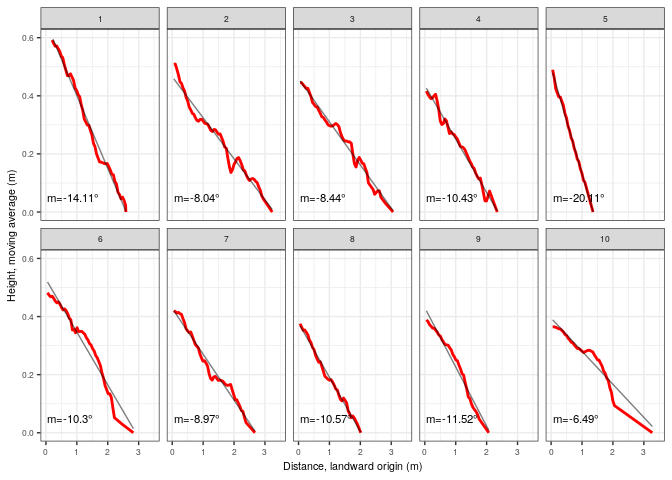 1 2 3 4 5
0.6
0.4
0.2
0.0
m=-14.11° m=-8.04° m=-8.44° m=-10.43° m=-20.11°
6 7 8 9 10
0.6
0.4
0.2
0.0
m=-10.3° m=-8.97° m=-10.57° m=-11.52° m=-6.49°
0 1 2 3 0 1 2 3 0 1 2 3 0 1 2 3 0 1 2 3
Distance, landward origin (m)
Height, moving average (m)